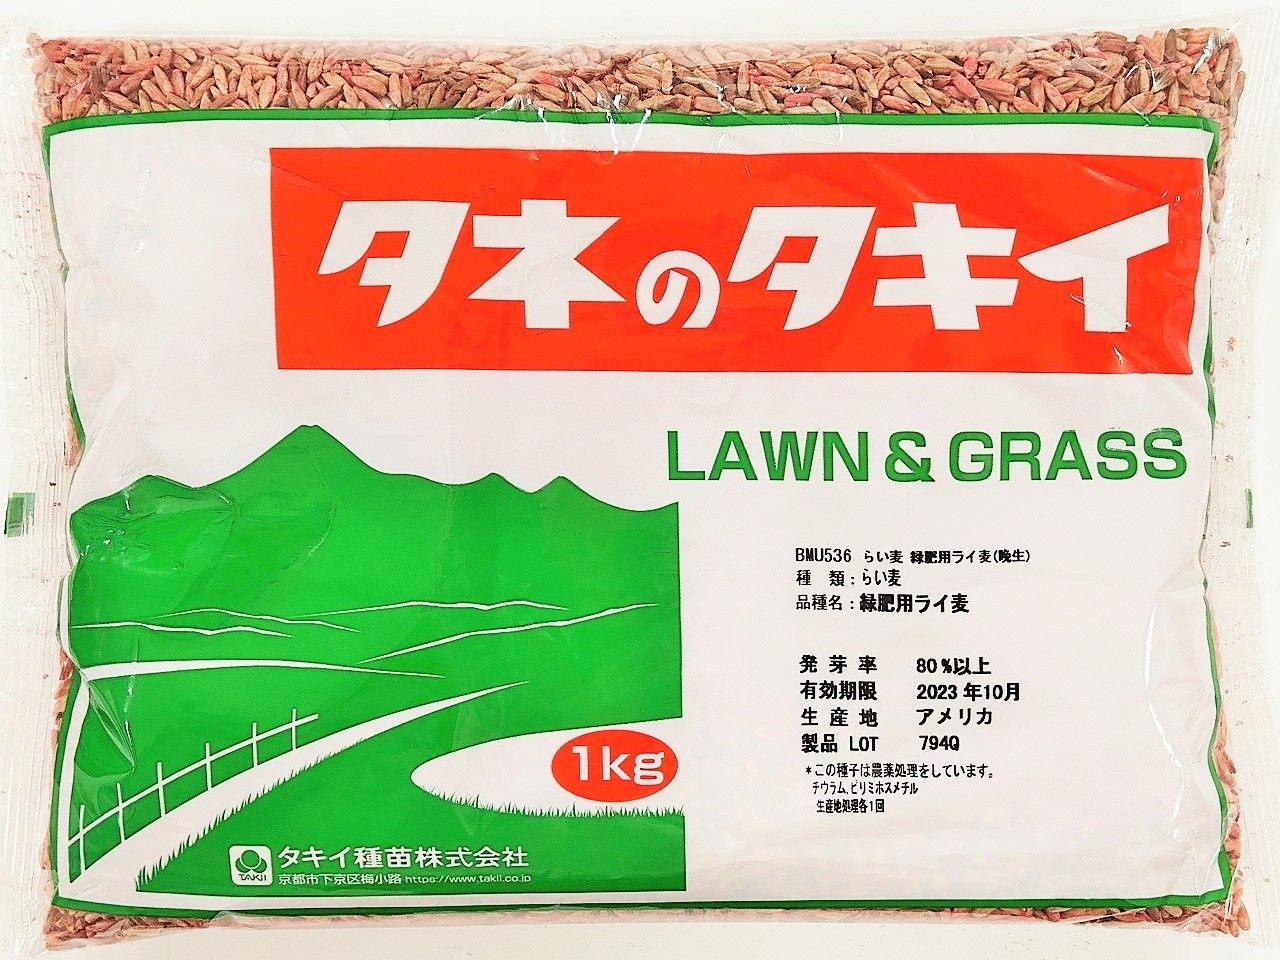 タネのタキイ
LAWN & GRASS
BMU536 らい麦 緑肥用ライ麦(晩生)
種 類：らい麦
品種名：緑肥用ライ麦
発芽率 80%以上
有効期限 2023年10月
生産地 アメリカ
製品 LOT 794Q
*この種子は農薬処理をしています。
チウラム、ピリミホスメチル
生産地処理各1回
1kg
TAKII
タキイ種苗株式会社
京都市下京区梅小路 https://www.takii.co.jp